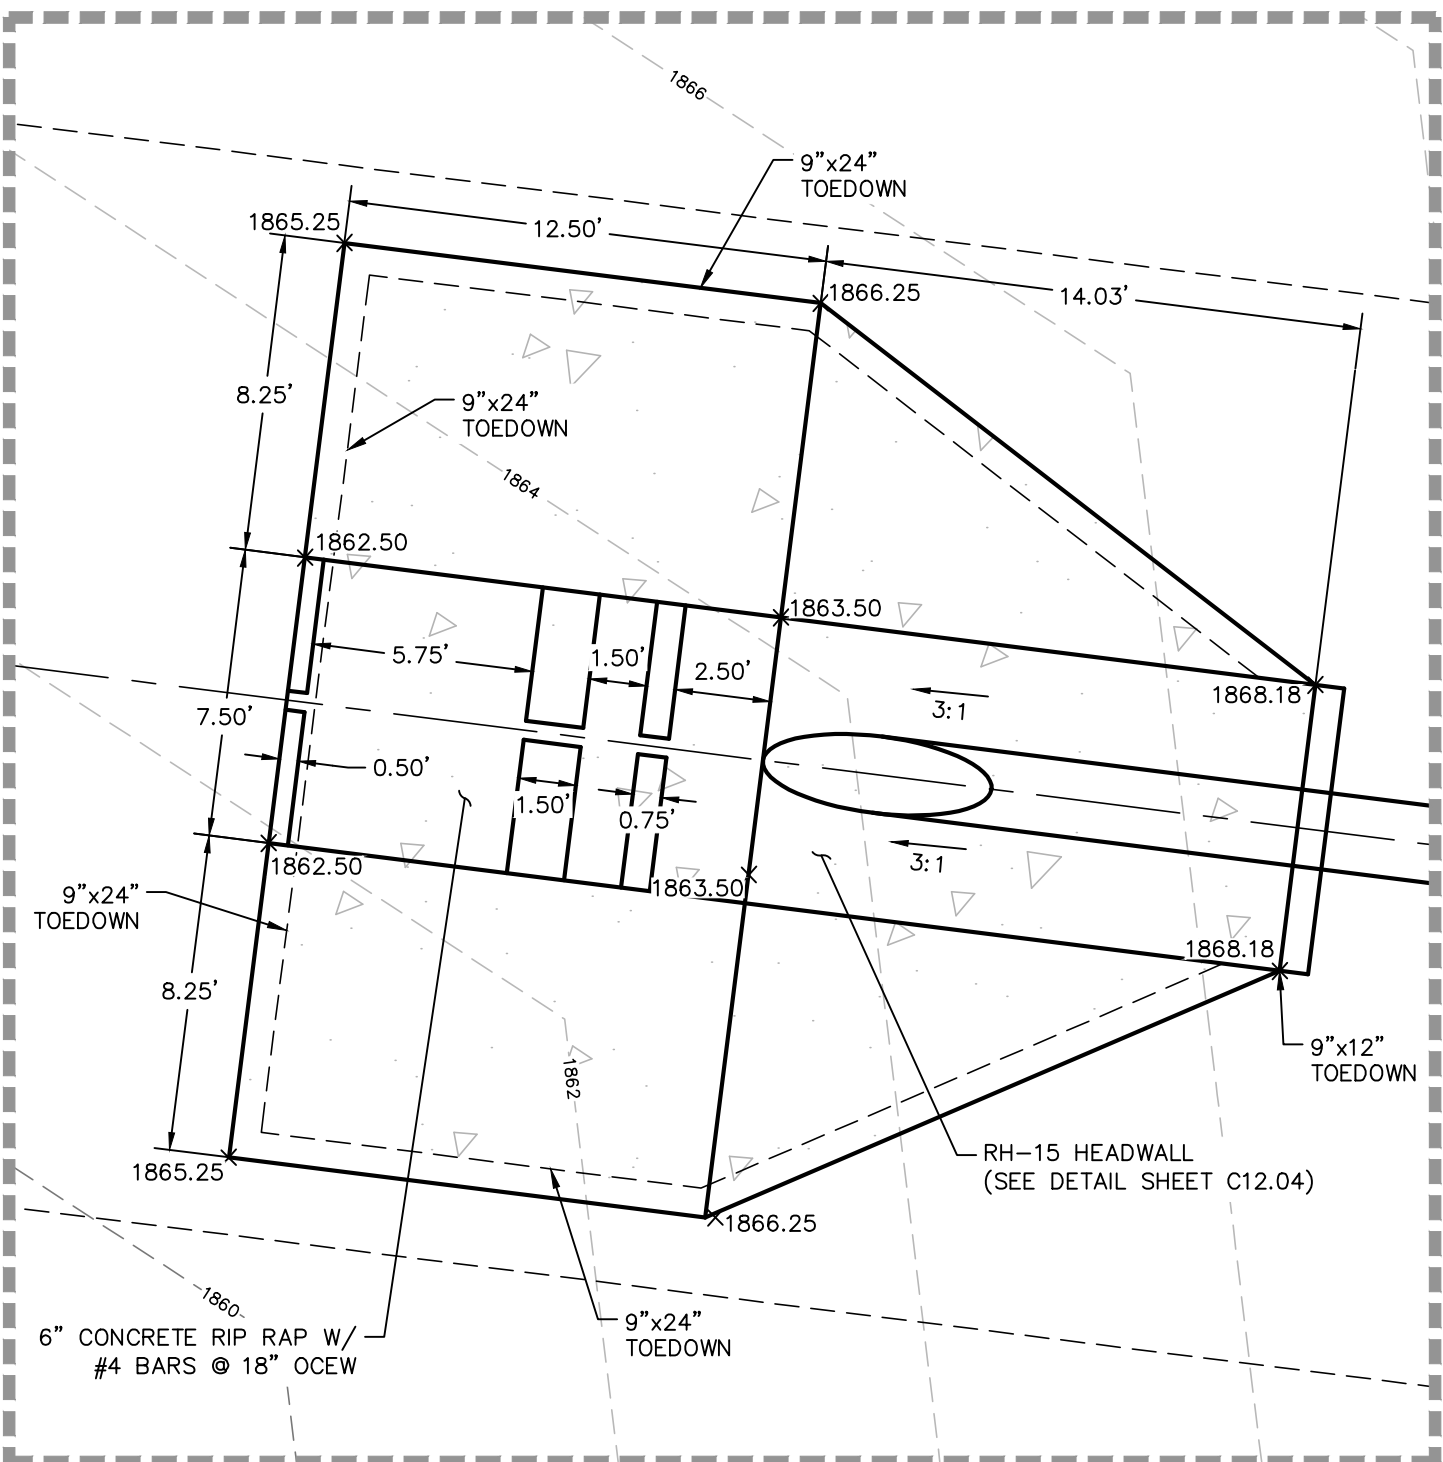 1866
9”x24”
TOEDOWN
1865.25
12.50’
1866.25
14.03’
8.25’
9”x24”
TOEDOWN
1864
1862.50
1863.50
5.75’
1.50’
2.50’
1868.18
3:1
7.50’
0.50’
1.50’
0.75’
3:1
1862.50
1863.50
9”x24”
TOEDOWN
1868.18
8.25’
9”x12”
TOEDOWN
1862
RH-15 HEADWALL
(SEE DETAIL SHEET C12.04)
1865.25
1866.25
1860
9”x24”
TOEDOWN
6” CONCRETE RIP RAP W/
#4 BARS @ 18” OCEW